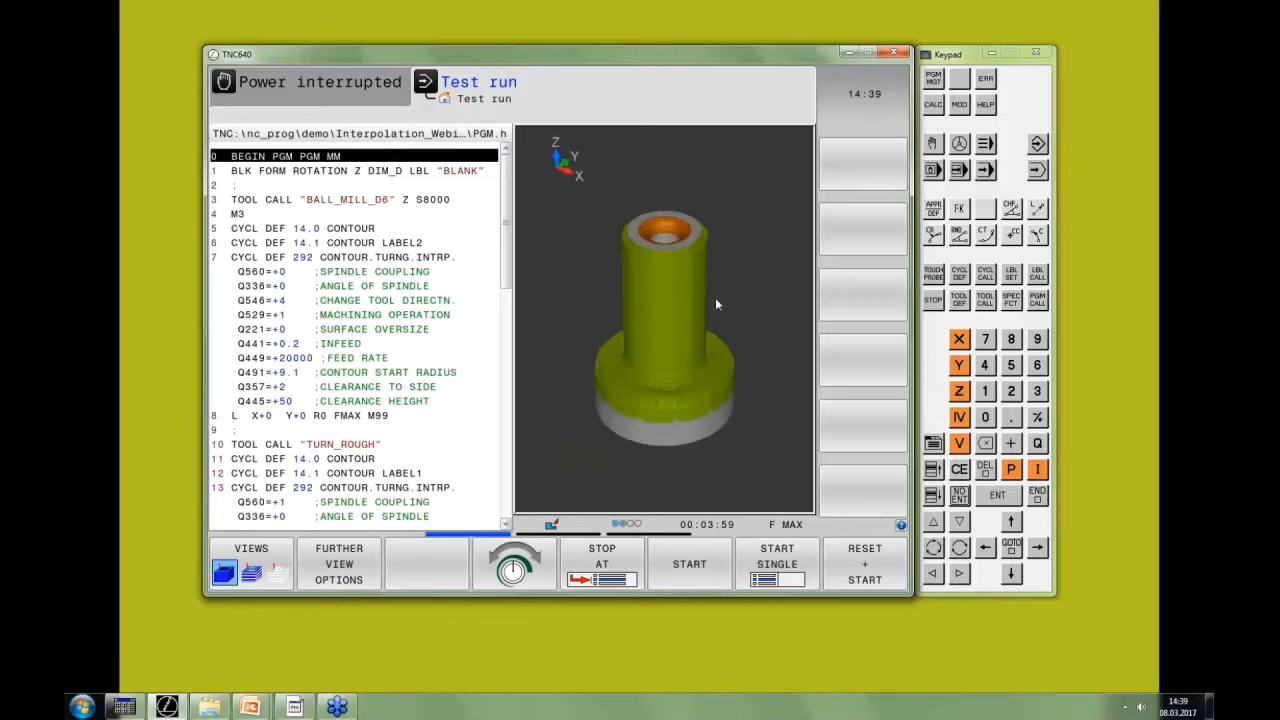 TNC640
Power interrupted
Test run
Test run
14:39
TNC:\nc_prog\demo\Interpolation_Webi...\PGM.h
0 BEGIN PGM PGM MM
1 BLK FORM ROTATION Z DIM_D LBL "BLANK"
2 ;
3 TOOL CALL "BALL_MILL_D6" Z S8000
4 M3
5 CYCL DEF 14.0 CONTOUR
6 CYCL DEF 14.1 CONTOUR LABEL2
7 CYCL DEF 292 CONTOUR.TURNG.INTRP.
Q560=+0 ;SPINDLE COUPLING
Q336=+0 ;ANGLE OF SPINDLE
Q546=+4 ;CHANGE TOOL DIRECTN.
Q529=+1 ;MACHINING OPERATION
Q221=+0 ;SURFACE OVERSIZE
Q441=+0.2 ;INFEED
Q449=+20000 ;FEED RATE
Q491=+9.1 ;CONTOUR START RADIUS
Q357=+2 ;CLEARANCE TO SIDE
Q445=+50 ;CLEARANCE HEIGHT
8 L X+0 Y+0 R0 FMAX M99
9 ;
10 TOOL CALL "TURN_ROUGH"
11 CYCL DEF 14.0 CONTOUR
12 CYCL DEF 14.1 CONTOUR LABEL1
13 CYCL DEF 292 CONTOUR.TURNG.INTRP.
Q560=+1 ;SPINDLE COUPLING
Q336=+0 ;ANGLE OF SPINDLE
Z
Y
X
00:03:59 F MAX
VIEWS
FURTHER VIEW OPTIONS
STOP AT
START
START SINGLE
RESET + START
Keypad
PGM MGT ERR
CALC MOD HELP
APPR DEP FK CHF L
CR RND CT CC C
TOUCH PROBE CYCL DEF CYCL CALL LBL SET LBL CALL
STOP TOOL DEF TOOL CALL SPEC FCT PGM CALL
X 7 8 9
Y 4 5 6
Z 1 2 3
IV 0 .
V + Q
CE DEL P I
NO ENT ENT END
GOTO
14:39
08.03.2017